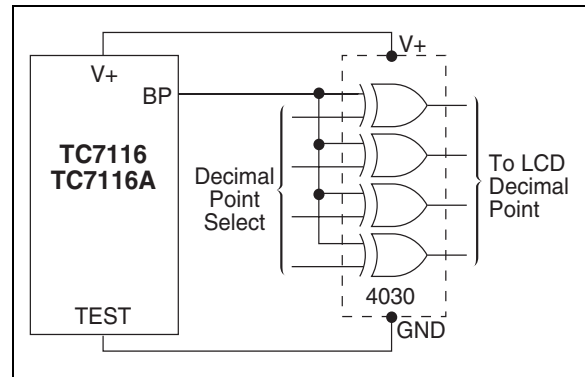 V+
V+
BP
TC7116
TC7116A
Decimal
Point
Select
To LCD
Decimal
Point
4030
TEST
GND